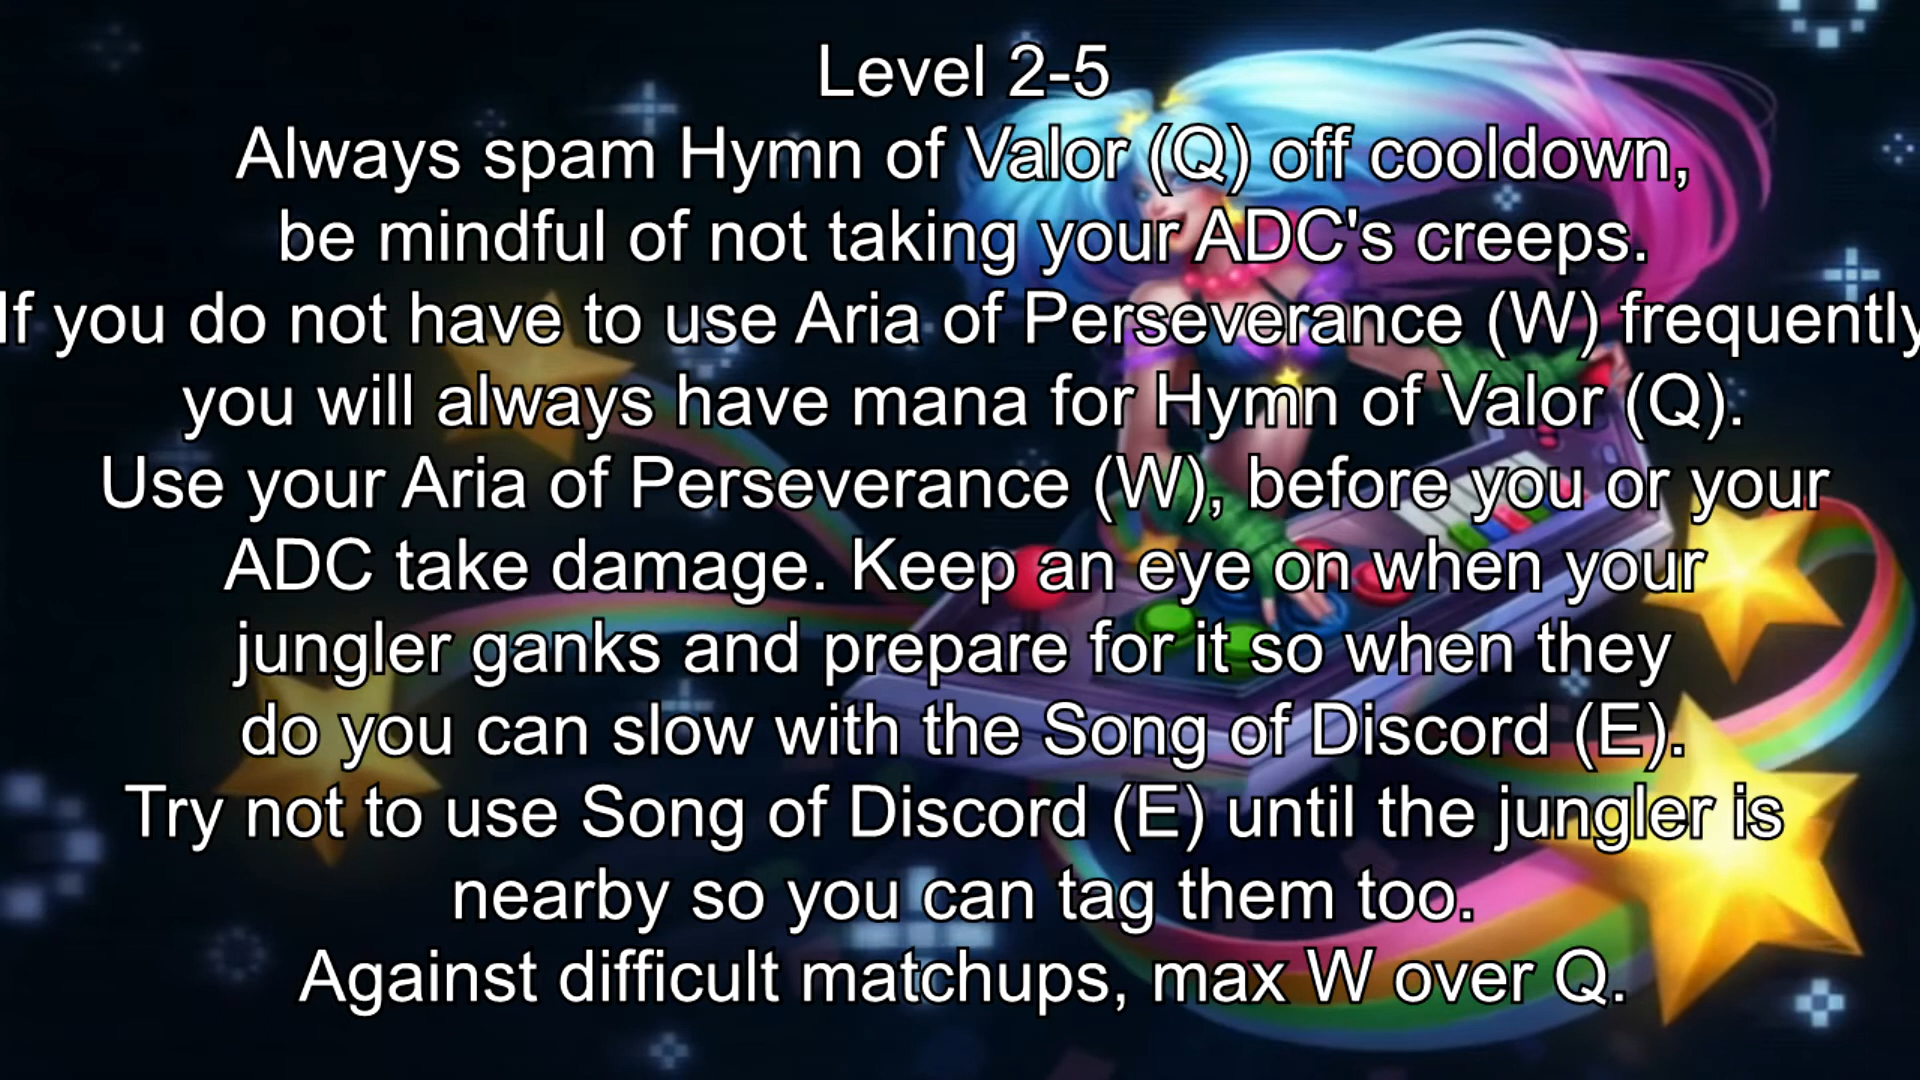 Level 2-5
Always spam Hymn of Valor (Q) off cooldown,
be mindful of not taking your ADC's creeps.
If you do not have to use Aria of Perseverance (W) frequently
you will always have mana for Hymn of Valor (Q).
Use your Aria of Perseverance (W), before you or your
ADC take damage. Keep an eye on when your
jungler ganks and prepare for it so when they
do you can slow with the Song of Discord (E).
Try not to use Song of Discord (E) until the jungler is
nearby so you can tag them too.
Against difficult matchups, max W over Q.